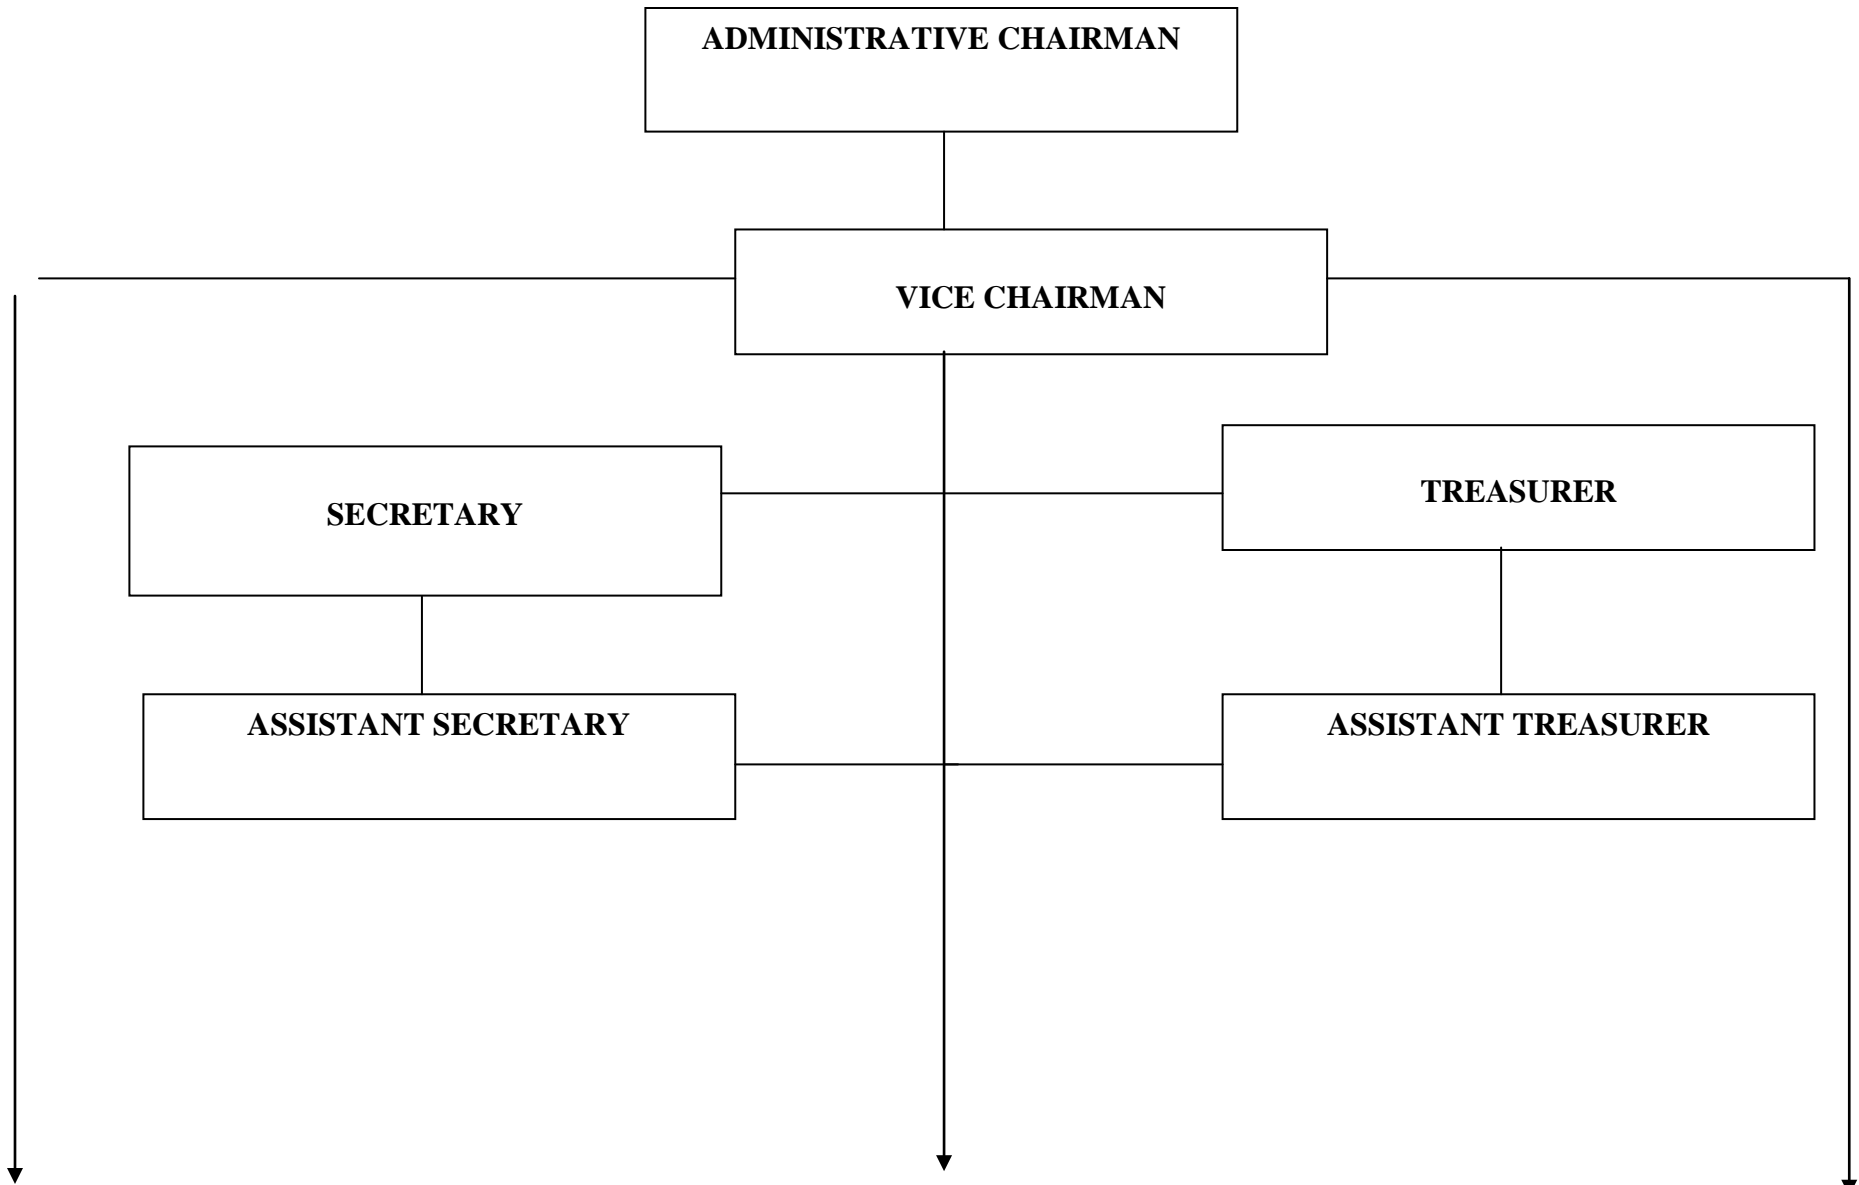 ADMINISTRATIVE CHAIRMAN
VICE CHAIRMAN
SECRETARY
TREASURER
ASSISTANT SECRETARY
ASSISTANT TREASURER